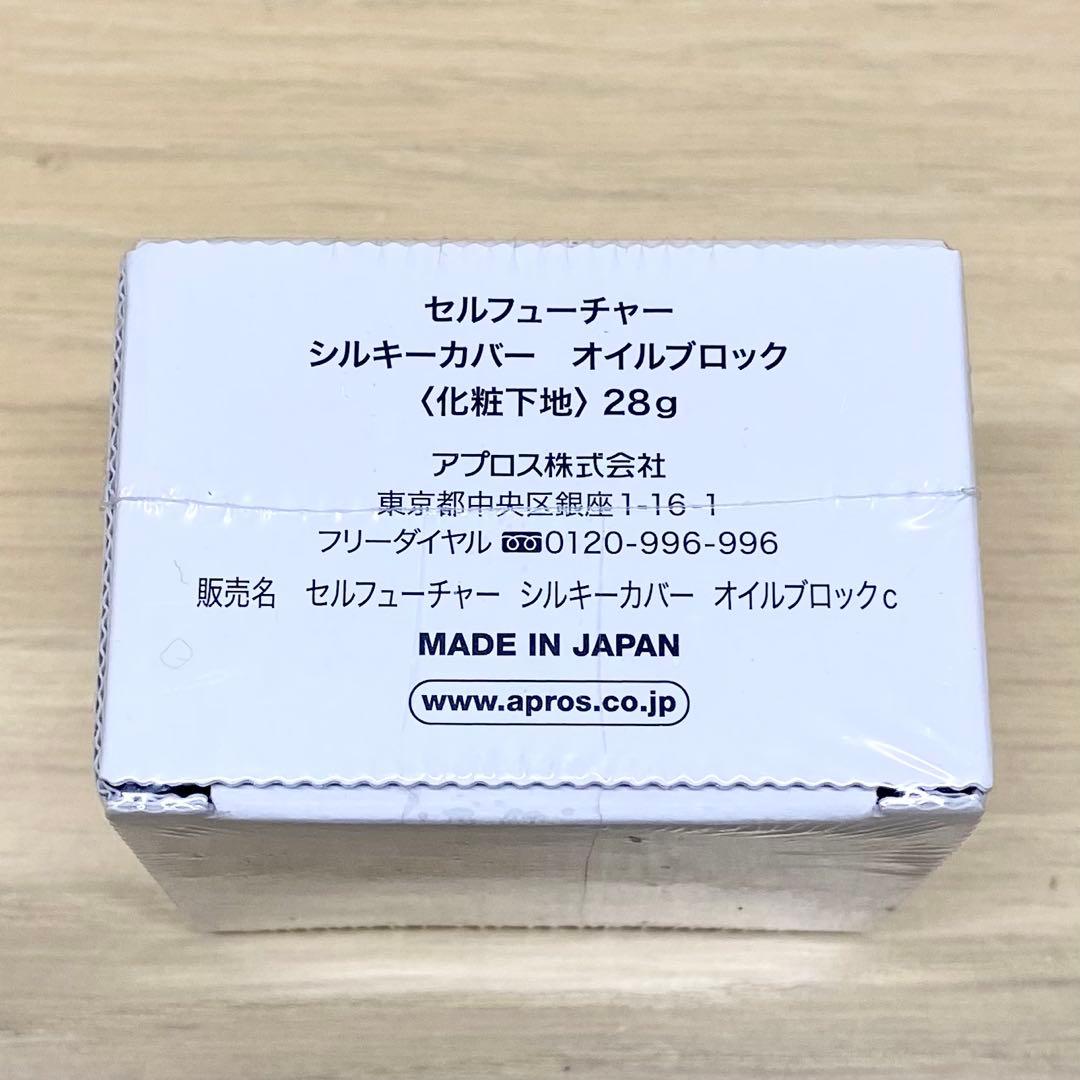 セルフューチャー
シルキーカバー　オイルブロック
〈化粧下地〉28g
アプロス株式会社
東京都中央区銀座1-16-1
フリーダイヤル 0120-996-996
販売名　セルフューチャー　シルキーカバー　オイルブロックc
MADE IN JAPAN
www.apros.co.jp